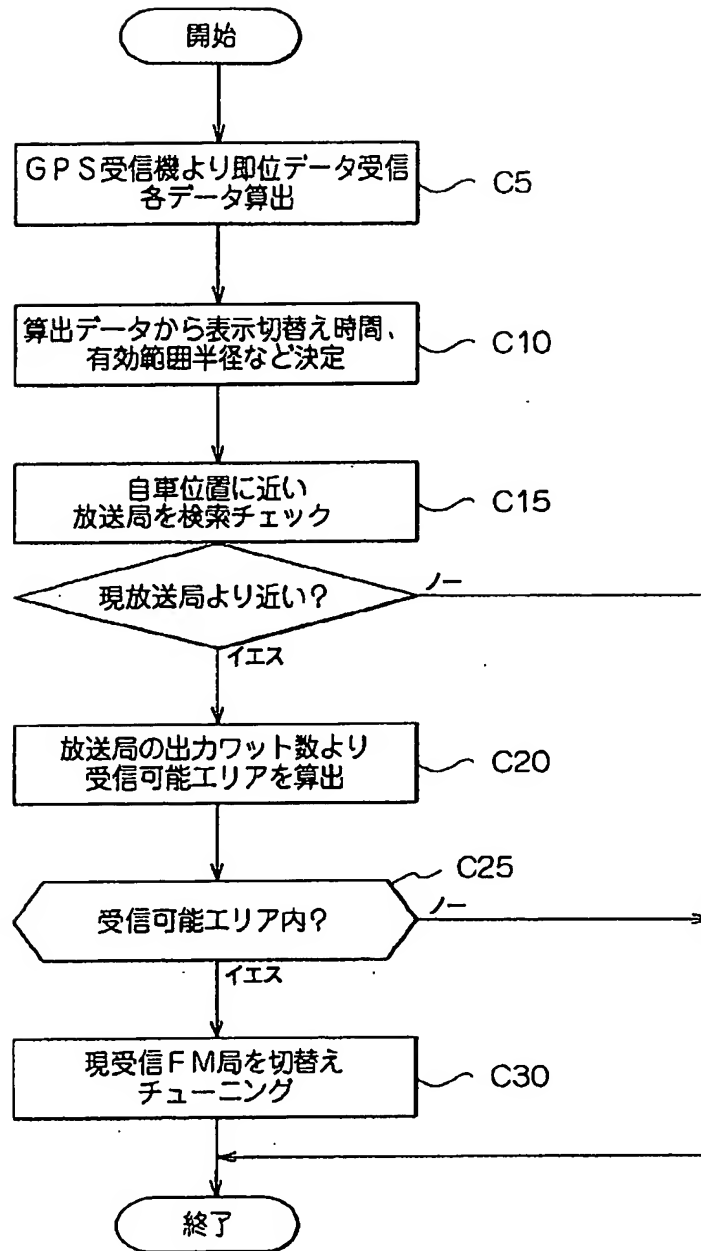 開始
GPS受信機より即位データ受信
各データ算出
C5
算出データから表示切替え時間、
有効範囲半径など決定
C10
自車位置に近い
放送局を検索チェック
C15
現放送局より近い?
ノー
イエス
放送局の出力ワット数より
受信可能エリアを算出
C20
C25
受信可能エリア内?
ノー
イエス
現受信FM局を切替え
チューニング
C30
終了